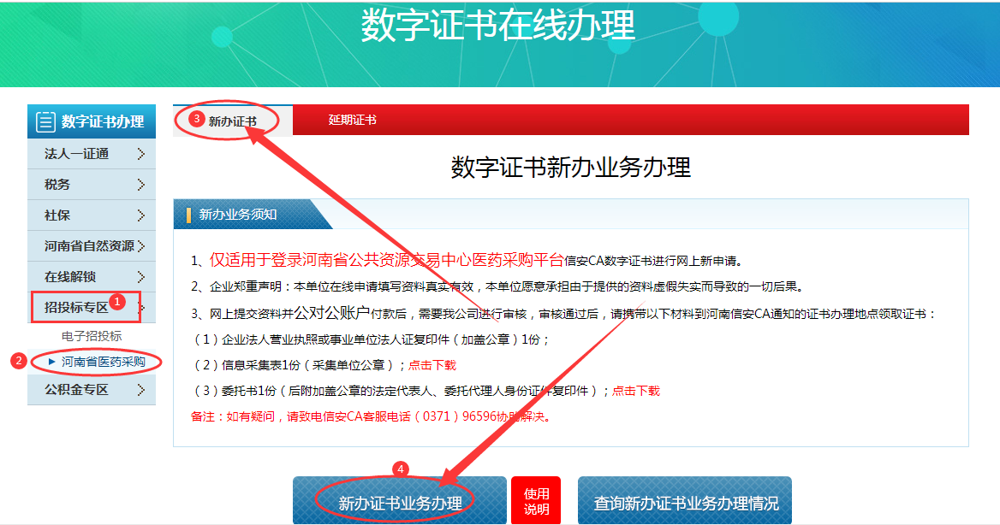 数字证书在线办理
数字证书办理
法人一证通
税务
社保
河南省自然资源
在线解锁
招投标专区 1
电子招投标
2 河南省医药采购
公积金专区
3 新办证书
延期证书
数字证书新办业务办理
新办业务须知
1、仅适用于登录河南省公共资源交易中心医药采购平台信安CA数字证书进行网上新申请。
2、企业郑重声明：本单位在线申请填写资料真实有效，本单位愿意承担由于提供的资料虚假失实而导致的一切后果。
3、网上提交资料并公对公账户付款后，需要我公司进行审核，审核通过后，请携带以下材料到河南信安CA通知的证书办理地点领取证书：
（1）企业法人营业执照或事业单位法人证复印件（加盖公章）1份；
（2）信息采集表1份（采集单位公章）；点击下载
（3）委托书1份（后附加盖公章的法定代表人、委托代理人身份证件复印件）；点击下载
备注：如有疑问，请致电信安CA客服电话（0371）96596协助解决。
4
新办证书业务办理
使用
说明
查询新办证书业务办理情况